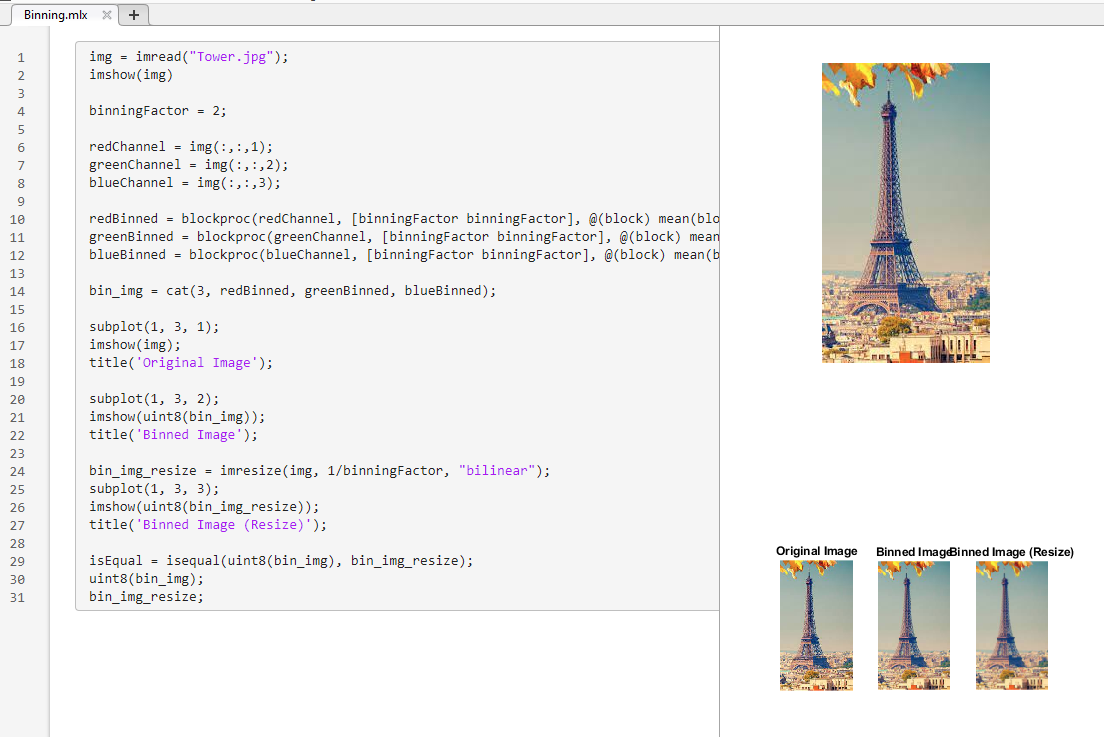 Binning.mlx
1 img = imread("Tower.jpg");
2 imshow(img)
3
4 binningFactor = 2;
5
6 redChannel = img(:,:,1);
7 greenChannel = img(:,:,2);
8 blueChannel = img(:,:,3);
9
10 redBinned = blockproc(redChannel, [binningFactor binningFactor], @(block) mean(blo
11 greenBinned = blockproc(greenChannel, [binningFactor binningFactor], @(block) mean
12 blueBinned = blockproc(blueChannel, [binningFactor binningFactor], @(block) mean(b
13
14 bin_img = cat(3, redBinned, greenBinned, blueBinned);
15
16 subplot(1, 3, 1);
17 imshow(img);
18 title('Original Image');
19
20 subplot(1, 3, 2);
21 imshow(uint8(bin_img));
22 title('Binned Image');
23
24 bin_img_resize = imresize(img, 1/binningFactor, "bilinear");
25 subplot(1, 3, 3);
26 imshow(uint8(bin_img_resize));
27 title('Binned Image (Resize)');
28
29 isEqual = isequal(uint8(bin_img), bin_img_resize);
30 uint8(bin_img);
31 bin_img_resize;
Original Image
Binned Image
Binned Image (Resize)